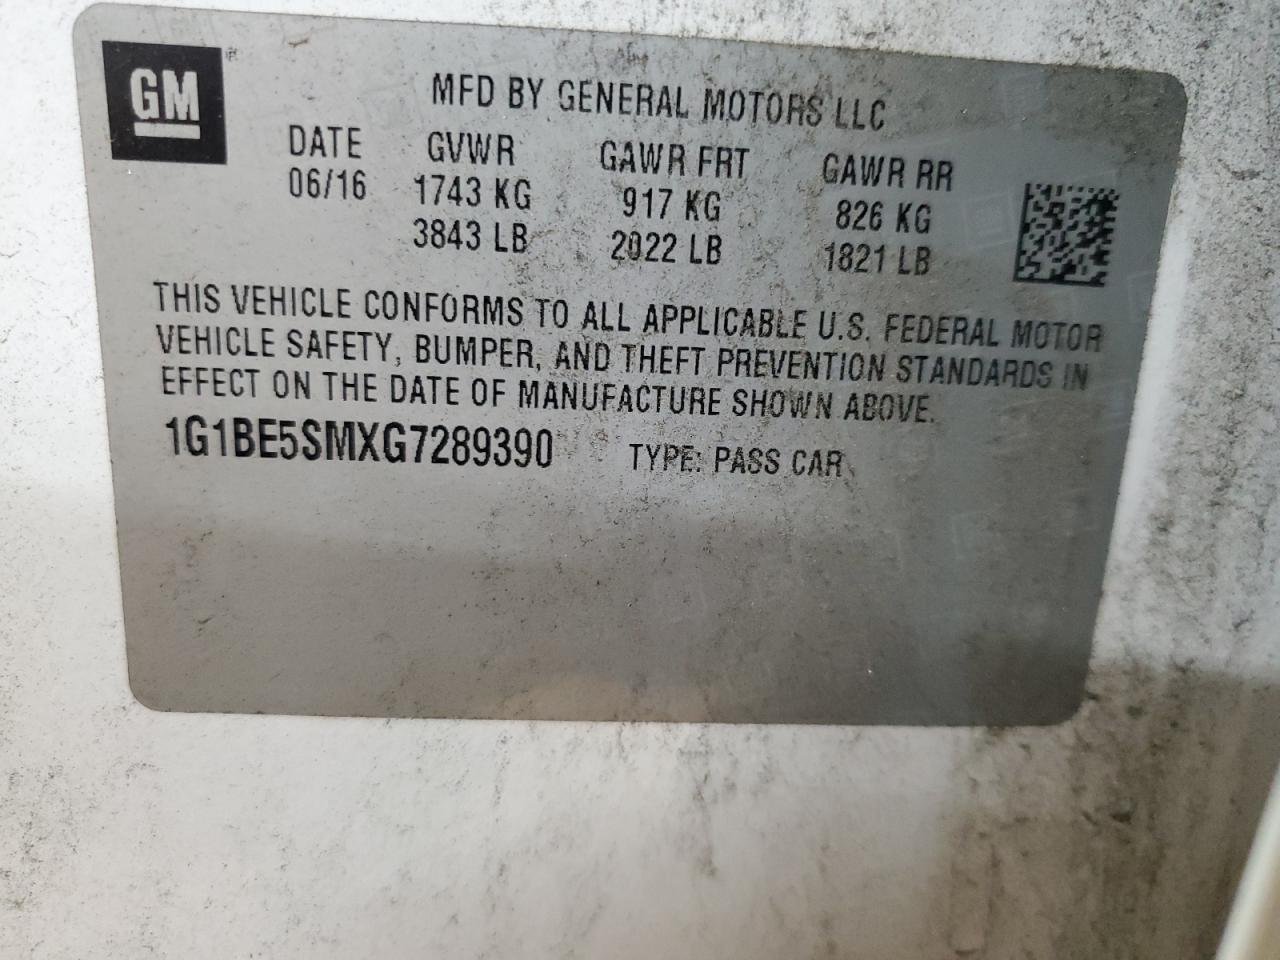 GM
MFD BY GENERAL MOTORS LLC
DATE GVWR GAWR FRT GAWR RR
06/16 1743 KG 917 KG 826 KG
3843 LB 2022 LB 1821 LB
THIS VEHICLE CONFORMS TO ALL APPLICABLE U.S. FEDERAL MOTOR
VEHICLE SAFETY, BUMPER, AND THEFT PREVENTION STANDARDS IN
EFFECT ON THE DATE OF MANUFACTURE SHOWN ABOVE.
1G1BE5SMXG7289390 TYPE: PASS CAR